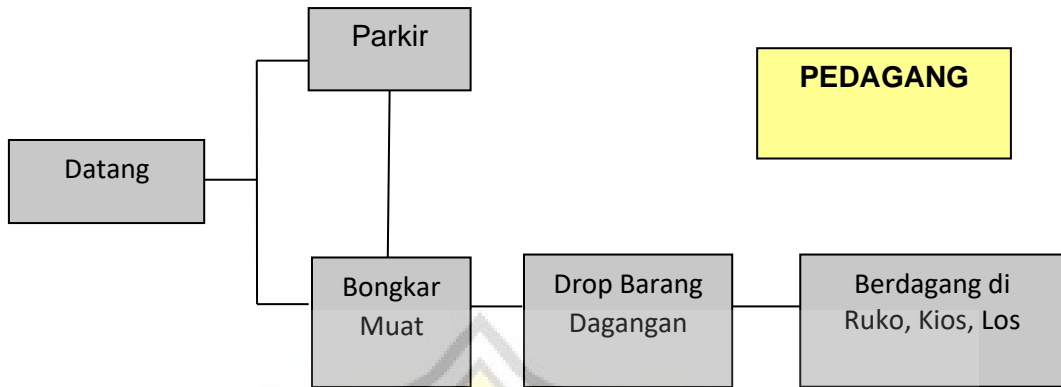 Parkir
PEDAGANG
Datang
Bongkar
Muat
Drop Barang
Dagangan
Berdagang di
Ruko, Kios, Los